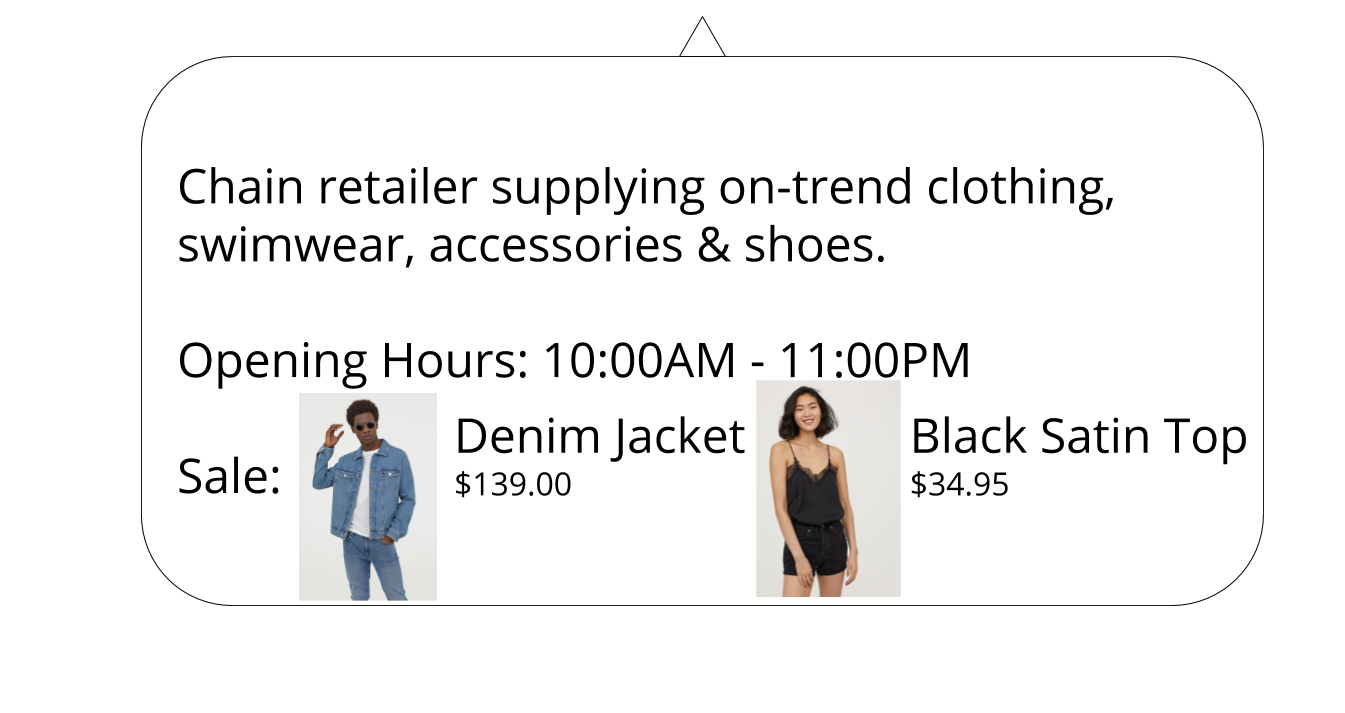 Chain retailer supplying on-trend clothing,
swimwear, accessories & shoes.
Opening Hours: 10:00AM - 11:00PM
Sale:
Denim Jacket
$139.00
Black Satin Top
$34.95